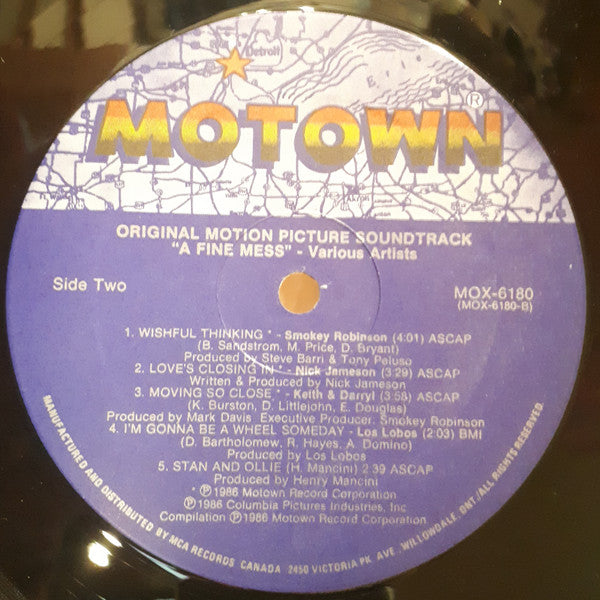 Detroit
Erie
MOTOWN®
ORIGINAL MOTION PICTURE SOUNDTRACK
"A FINE MESS" - Various Artists
Side Two
MOX-6180
(MOX-6180-B)
1. WISHFUL THINKING * - Smokey Robinson (4:01) ASCAP
(B. Sandstrom, M. Price, D. Bryant)
Produced by Steve Barri & Tony Peluso
2. LOVE'S CLOSING IN * - Nick Jameson (3:29) ASCAP
Written & Produced by Nick Jameson
3. MOVING SO CLOSE * - Keith & Darryl (3:58) ASCAP
(K. Burston, D. Littlejohn, E. Douglas)
Produced by Mark Davis Executive Producer: Smokey Robinson
4. I'M GONNA BE A WHEEL SOMEDAY - Los Lobos (2:03) BMI
(D. Bartholomew, R. Hayes, A. Domino)
Produced by Los Lobos
5. STAN AND OLLIE (H. Mancini) 2:39 ASCAP
Produced by Henry Mancini
* ℗1986 Motown Record Corporation
℗1986 Columbia Pictures Industries, Inc
Compilation ℗1986 Motown Record Corporation
MANUFACTURED AND DISTRIBUTED BY MCA RECORDS CANADA 2450 VICTORIA PK. AVE., WILLOWDALE, ONT./ALL RIGHTS RESERVED.